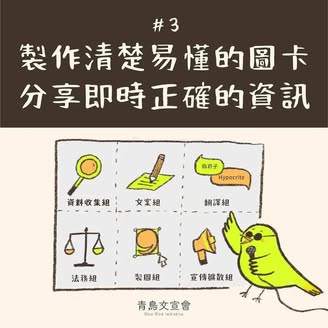 #3
製作清楚易懂的圖卡
分享即時正確的資訊
資料收集組
文案組
偽君子
Hypocrite
翻譯組
法務組
製圖組
宣傳擴散組
青鳥文宣會
Blue Bird Initiative